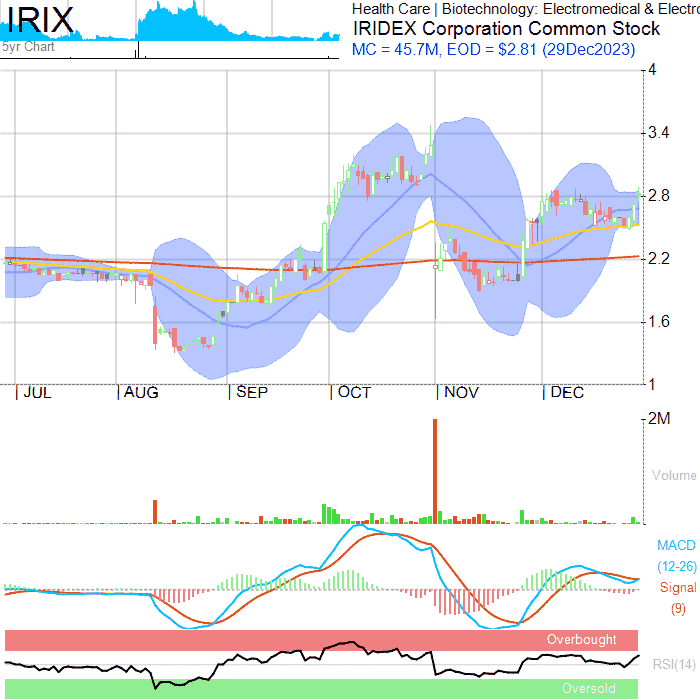 IRIX
5yr Chart
Health Care | Biotechnology: Electromedical & Electro
IRIDEX Corporation Common Stock
MC = 45.7M, EOD = $2.81 (29Dec2023)
4
3.4
2.8
2.2
1.6
1
| JUL | AUG | SEP | OCT | NOV | DEC
2M
Volume
MACD
(12-26)
Signal
(9)
Overbought
RSI(14)
Oversold